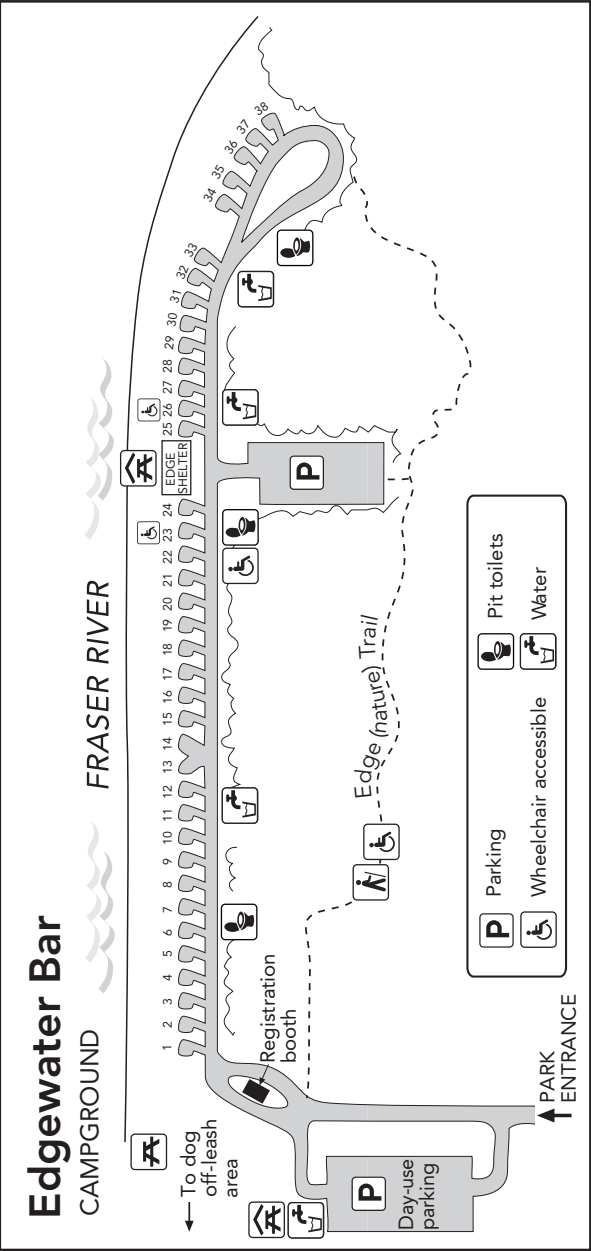 Edgewater Bar
CAMPGROUND
FRASER RIVER
1
2
3
4
5
6
7
8
9
10
11
12
13
14
15
16
17
18
19
20
21
22
23
24
EDGE
SHELTER
25
26
27
28
29
30
31
32
33
34
35
36
37
38
To dog
off-leash
area
Registration
booth
P
Edge (nature) Trail
P
Day-use
parking
PARK
ENTRANCE
P Parking
Pit toilets
Wheelchair accessible
Water